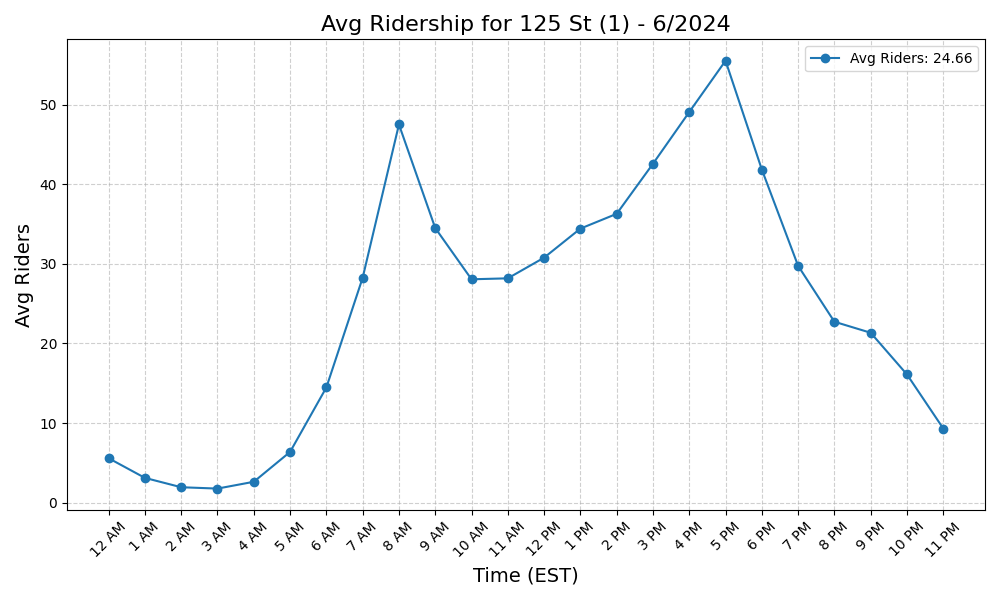 Avg Ridership for 125 St (1) - 6/2024
Avg Riders: 24.66
Avg Riders
50
40
30
20
10
0
12 AM
1 AM
2 AM
3 AM
4 AM
5 AM
6 AM
7 AM
8 AM
9 AM
10 AM
11 AM
12 PM
1 PM
2 PM
3 PM
4 PM
5 PM
6 PM
7 PM
8 PM
9 PM
10 PM
11 PM
Time (EST)